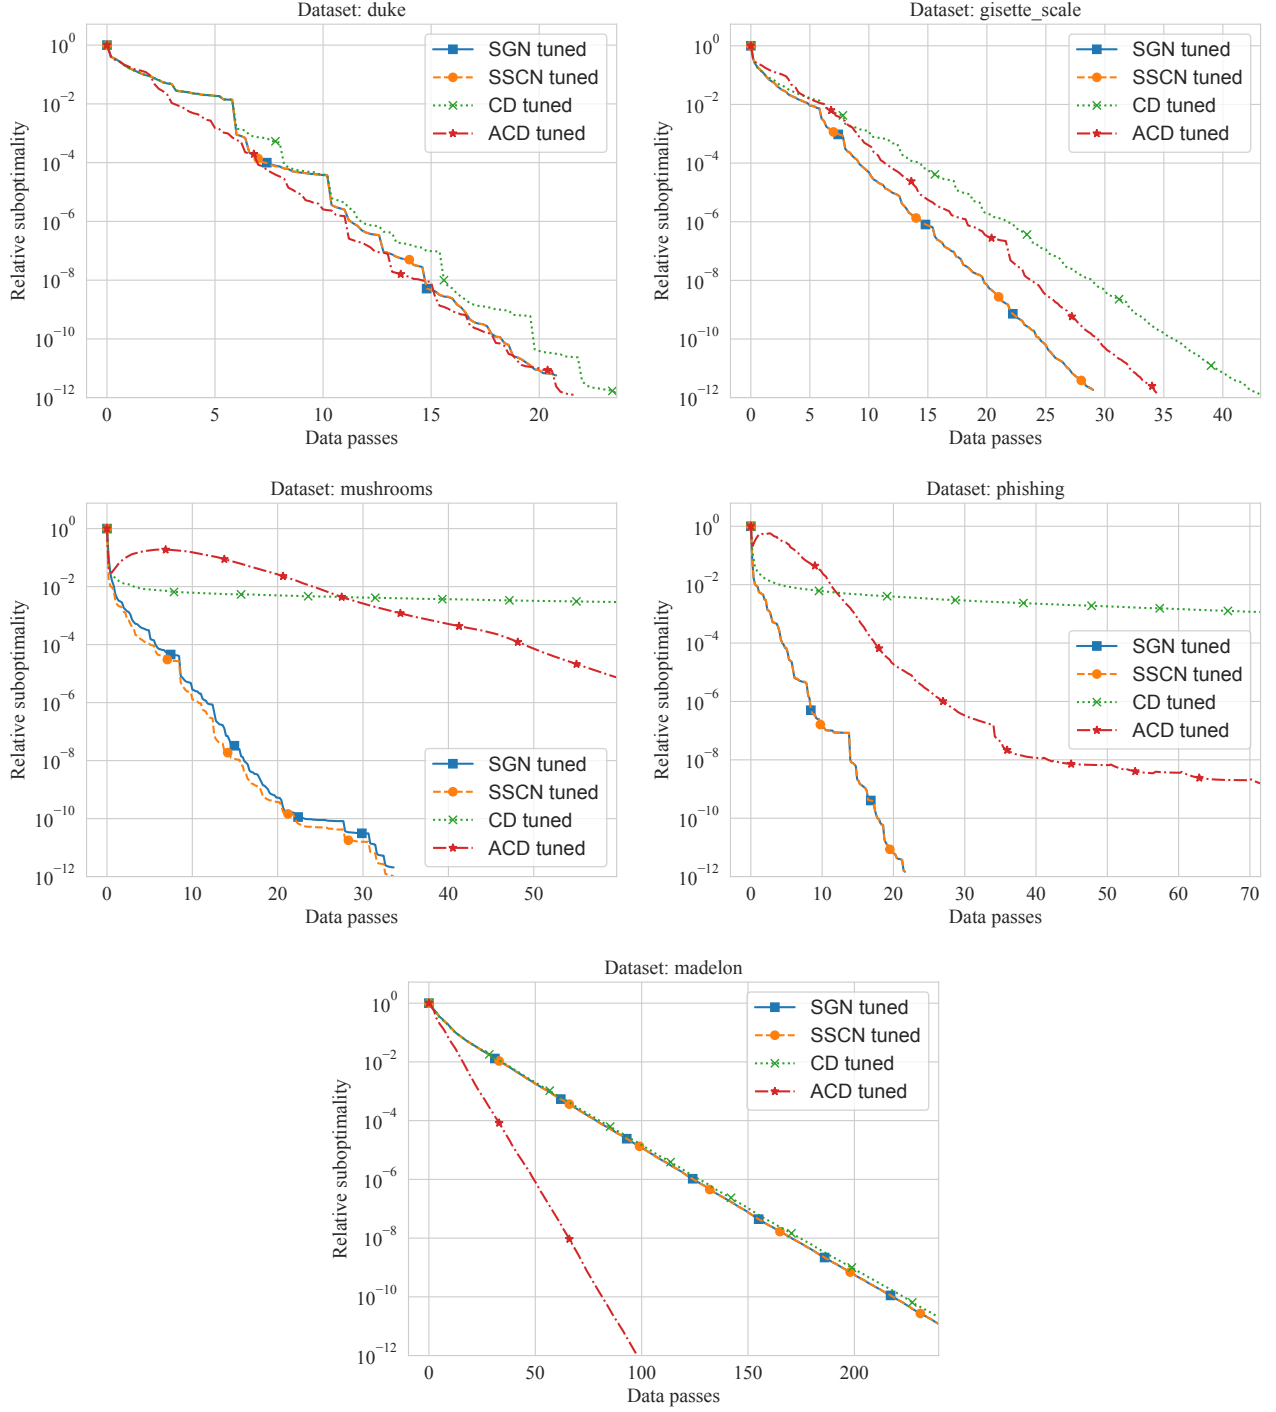 Dataset: duke
Relative suboptimality
10^0
10^-2
10^-4
10^-6
10^-8
10^-10
10^-12
SGN tuned
SSCN tuned
CD tuned
ACD tuned
0 5 10 15 20
Data passes
Dataset: gisette_scale
Relative suboptimality
10^0
10^-2
10^-4
10^-6
10^-8
10^-10
10^-12
SGN tuned
SSCN tuned
CD tuned
ACD tuned
0 5 10 15 20 25 30 35 40
Data passes
Dataset: mushrooms
Relative suboptimality
10^0
10^-2
10^-4
10^-6
10^-8
10^-10
10^-12
SGN tuned
SSCN tuned
CD tuned
ACD tuned
0 10 20 30 40 50
Data passes
Dataset: phishing
Relative suboptimality
10^0
10^-2
10^-4
10^-6
10^-8
10^-10
10^-12
SGN tuned
SSCN tuned
CD tuned
ACD tuned
0 10 20 30 40 50 60 70
Data passes
Dataset: madelon
Relative suboptimality
10^0
10^-2
10^-4
10^-6
10^-8
10^-10
10^-12
SGN tuned
SSCN tuned
CD tuned
ACD tuned
0 50 100 150 200
Data passes